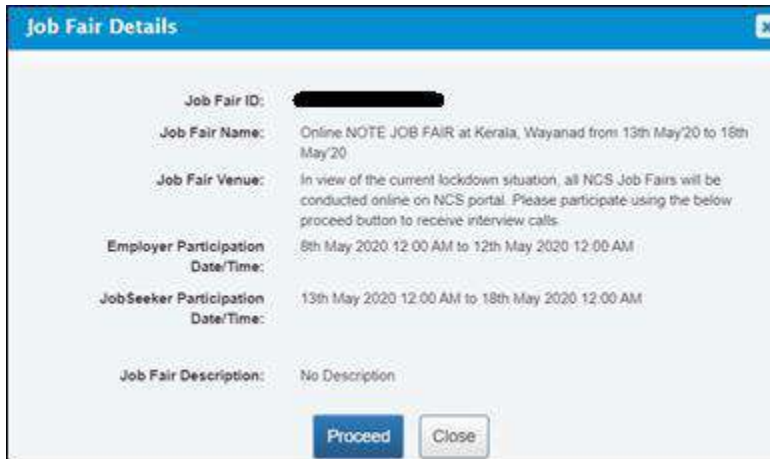 Job Fair Details
Job Fair ID:
Job Fair Name: Online NOTE JOB FAIR at Kerala, Wayanad from 13th May'20 to 18th
May'20
Job Fair Venue: In view of the current lockdown situation, all NCS Job Fairs will be
conducted online on NCS portal. Please participate using the below
proceed button to receive interview calls
Employer Participation 8th May 2020 12:00 AM to 12th May 2020 12:00 AM
Date/Time:
JobSeeker Participation 13th May 2020 12:00 AM to 18th May 2020 12:00 AM
Date/Time:
Job Fair Description: No Description
Proceed Close